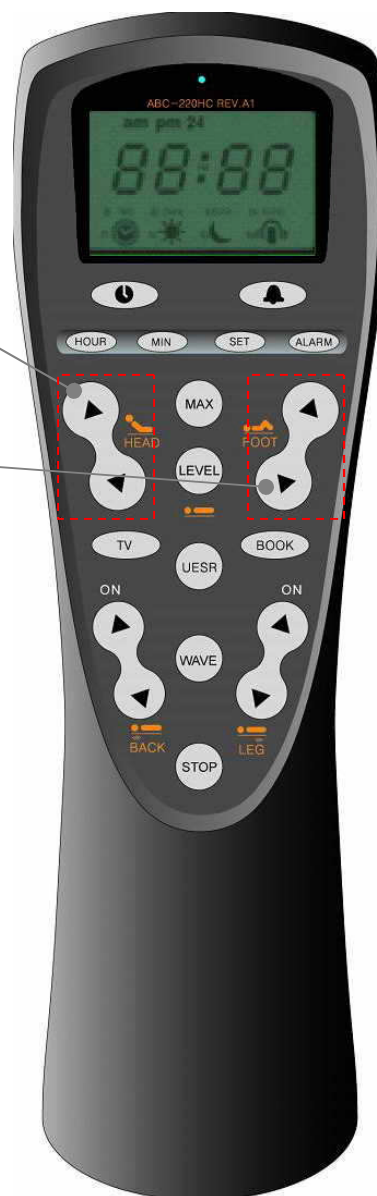 ABC-220HC REV.A1
am pm 24
88:88
HOUR MIN SET ALARM
MAX
HEAD FOOT
LEVEL
TV BOOK
UESR
ON ON
WAVE
BACK LEG
STOP